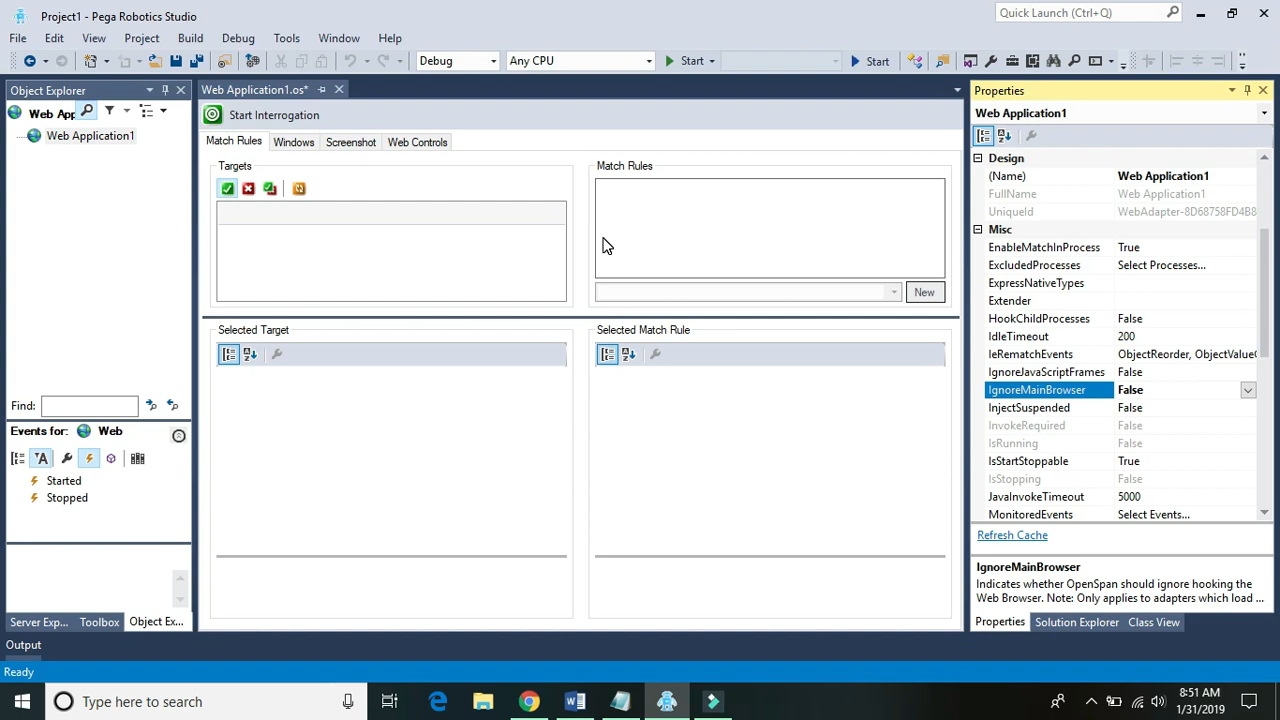 Project1 - Pega Robotics Studio
Quick Launch (Ctrl+Q)
File Edit View Project Build Debug Tools Window Help
Debug Any CPU Start Start
Object Explorer
Web Application1.os*
Properties
Web App
Start Interrogation
Web Application1
Web Application1
Match Rules Windows Screenshot Web Controls
Targets
Match Rules
Design
(Name) Web Application1
FullName Web Application1
UniqueId WebAdapter-8D68758FD4B8
Misc
EnableMatchInProcess True
ExcludedProcesses Select Processes...
ExpressNativeTypes
New
Extender
HookChildProcesses False
Selected Target
Selected Match Rule
IdleTimeout 200
IeRematchEvents ObjectReorder, ObjectValueC
IgnoreJavaScriptFrames False
IgnoreMainBrowser False
Find:
InjectSuspended False
Events for: Web
InvokeRequired False
IsRunning False
IsStartStoppable True
Started
IsStopping False
Stopped
JavaInvokeTimeout 5000
MonitoredEvents Select Events...
Refresh Cache
IgnoreMainBrowser
Indicates whether OpenSpan should ignore hooking the
Web Browser. Note: Only applies to adapters which load ...
Server Exp... Toolbox Object Ex...
Properties Solution Explorer Class View
Output
Ready
Type here to search
8:51 AM
1/31/2019